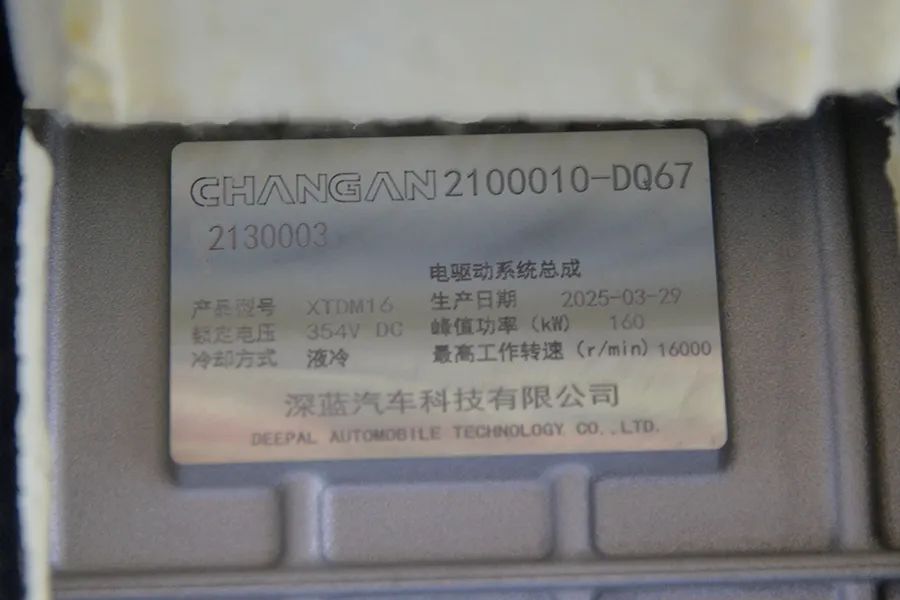 CHANGAN 2100010-DQ67
2130003
电驱动系统总成
产品型号 XTDM16 生产日期 2025-03-29
额定电压 354V DC 峰值功率 (kW) 160
冷却方式 液冷 最高工作转速 (r/min) 16000
深蓝汽车科技有限公司
DEEPAL AUTOMOBILE TECHNOLOGY CO.,LTD.